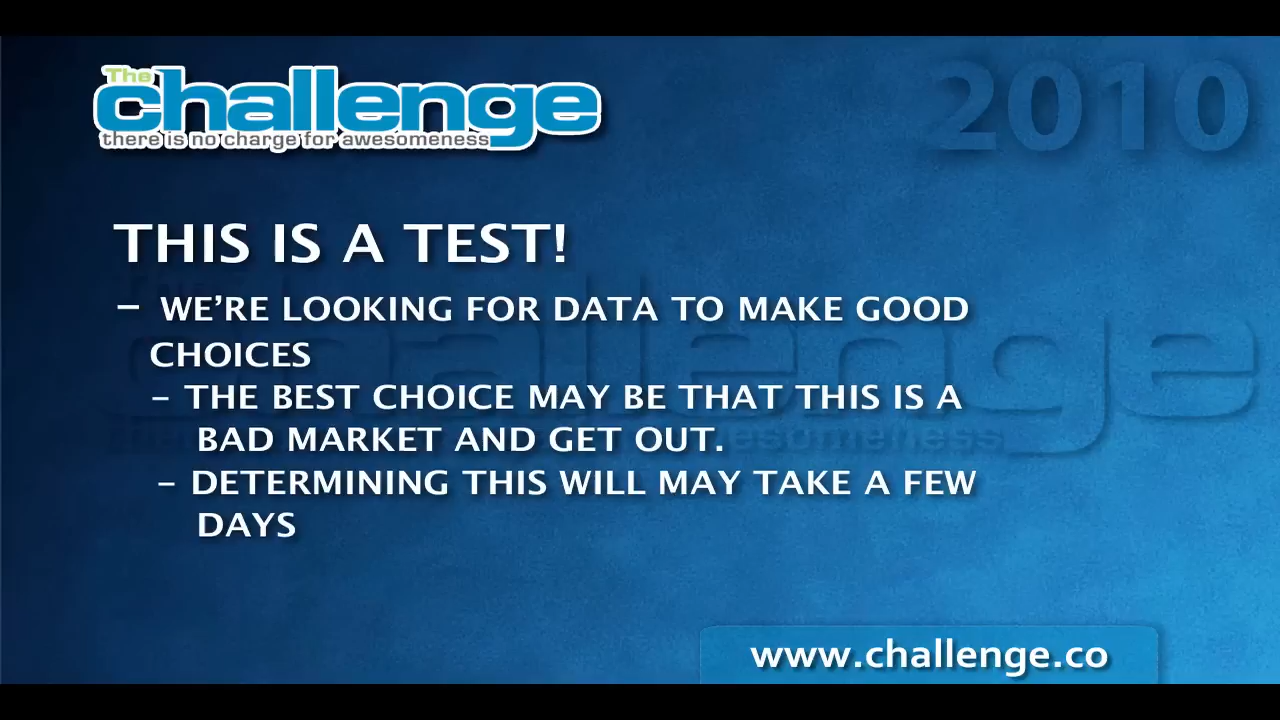 The
challenge
there is no charge for awesomeness
2010
THIS IS A TEST!
– WE’RE LOOKING FOR DATA TO MAKE GOOD
CHOICES
– THE BEST CHOICE MAY BE THAT THIS IS A
BAD MARKET AND GET OUT.
– DETERMINING THIS WILL MAY TAKE A FEW
DAYS
www.challenge.co